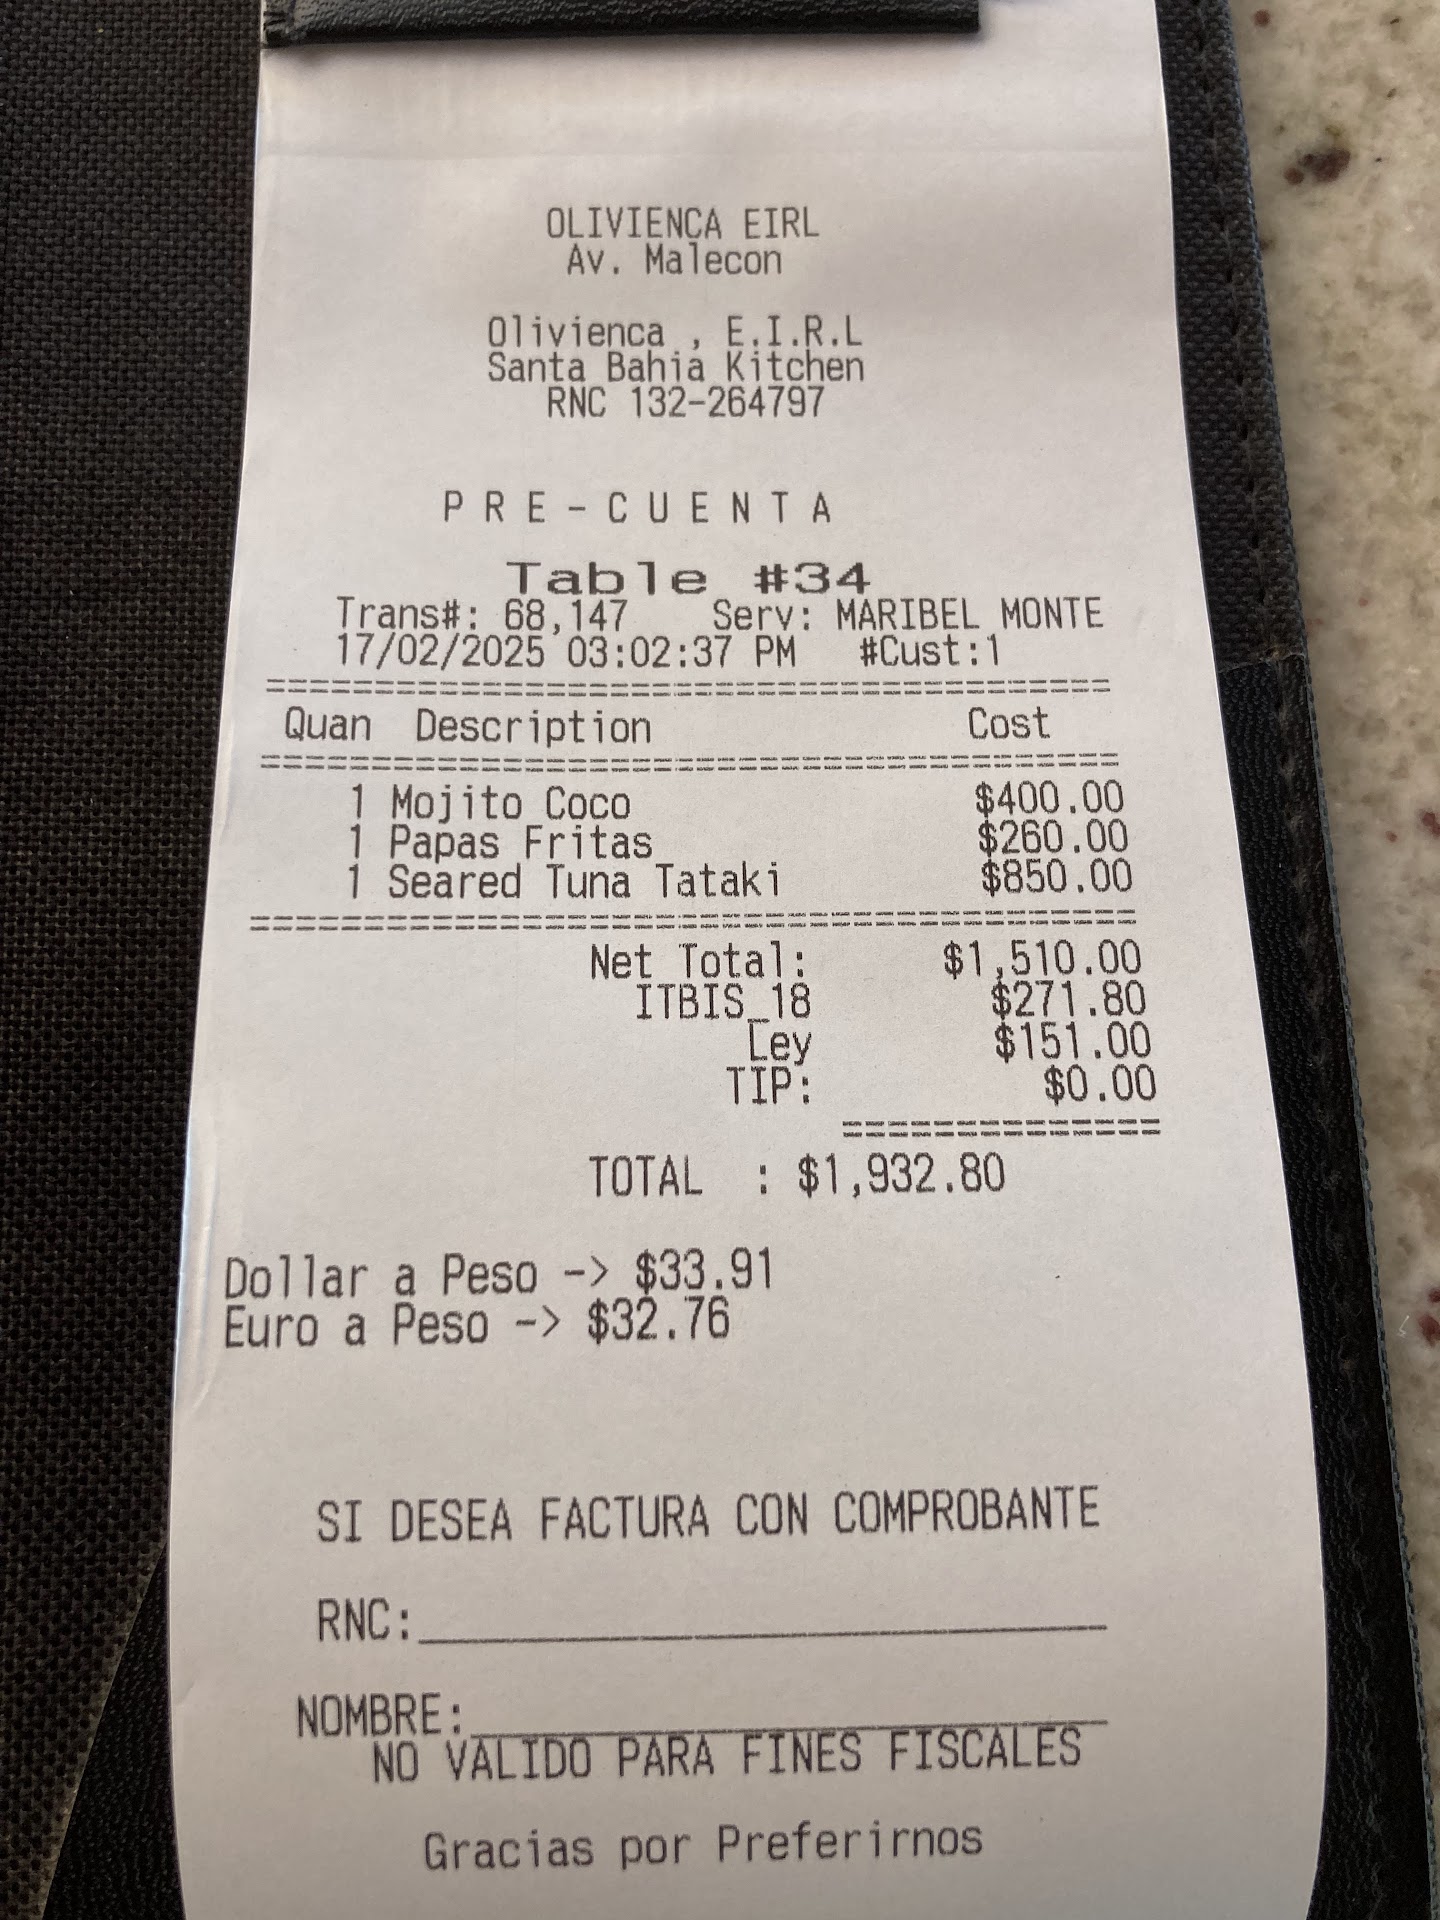 OLIVIENCA EIRL
Av. Malecon
Olivienca , E.I.R.L
Santa Bahia Kitchen
RNC 132-264797
PRE-CUENTA
Table #34
Trans#: 68,147 Serv: MARIBEL MONTE
17/02/2025 03:02:37 PM #Cust:1
Quan Description Cost
1 Mojito Coco $400.00
1 Papas Fritas $260.00
1 Seared Tuna Tataki $850.00
Net Total: $1,510.00
ITBIS_18 $271.80
Ley $151.00
TIP: $0.00
TOTAL : $1,932.80
Dollar a Peso -> $33.91
Euro a Peso -> $32.76
SI DESEA FACTURA CON COMPROBANTE
RNC:
NOMBRE:
NO VALIDO PARA FINES FISCALES
Gracias por Preferirnos